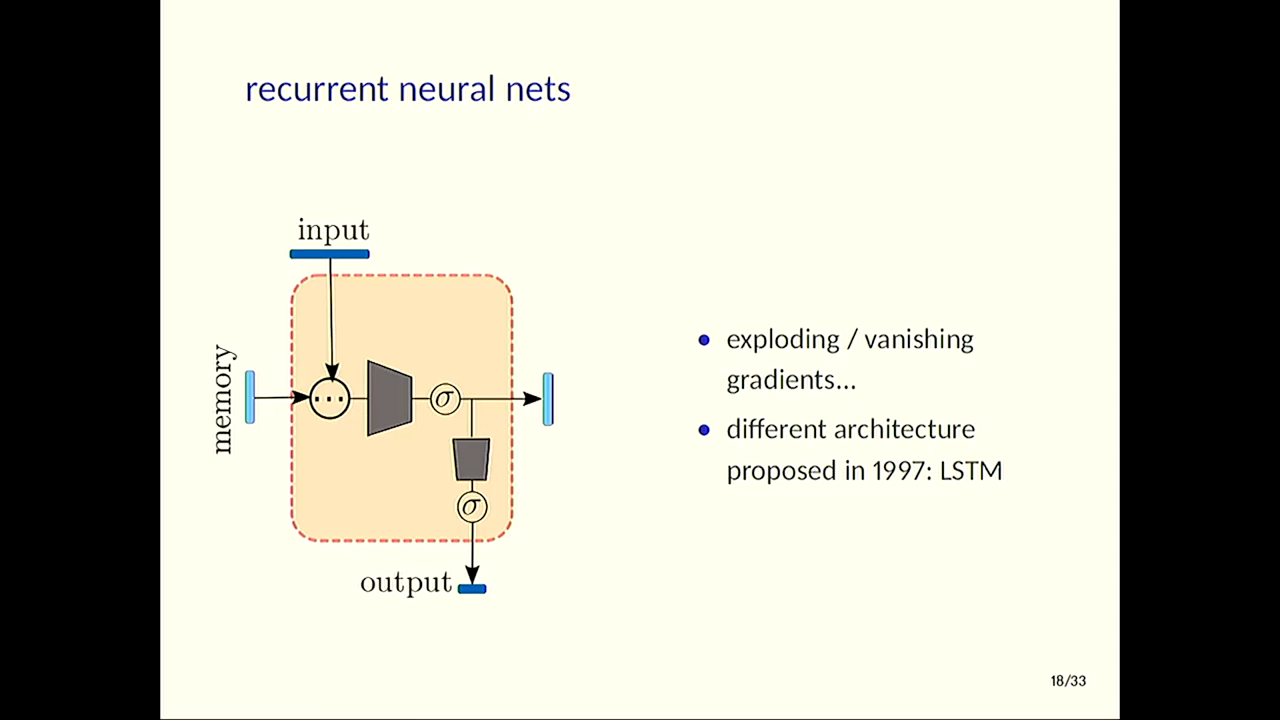 recurrent neural nets
input
memory
...
σ
σ
output
• exploding / vanishing
gradients...
• different architecture
proposed in 1997: LSTM
18/33